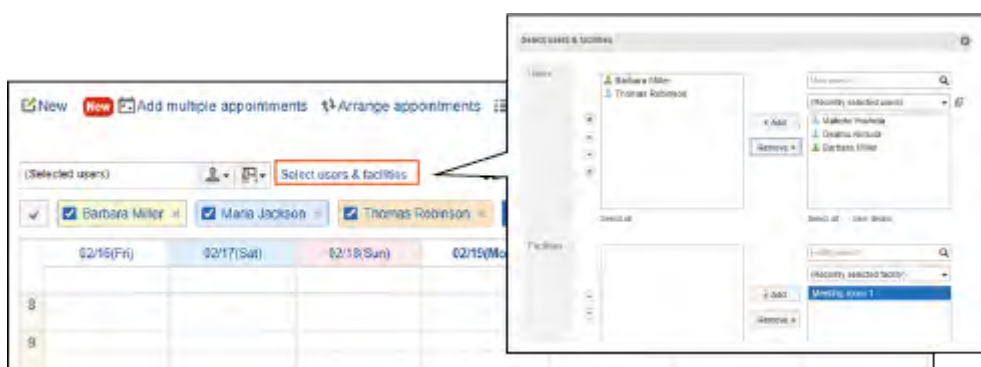 New New Add multiple appointments Arrange appointments
(Selected users) Select users & facilities
Barbara Miller × Maria Jackson × Thomas Robinson ×
02/16(Fri) 02/17(Sat) 02/18(Sun) 02/19(Mo
8
9
Select users & facilities
Users
Barbara Miller
Thomas Robinson
User search
(Recently selected users)
Add
Barbara Miller
Remove
Select all
Select all User details
Facilities
(Recently selected facility)
Add
Meeting room 1
Remove